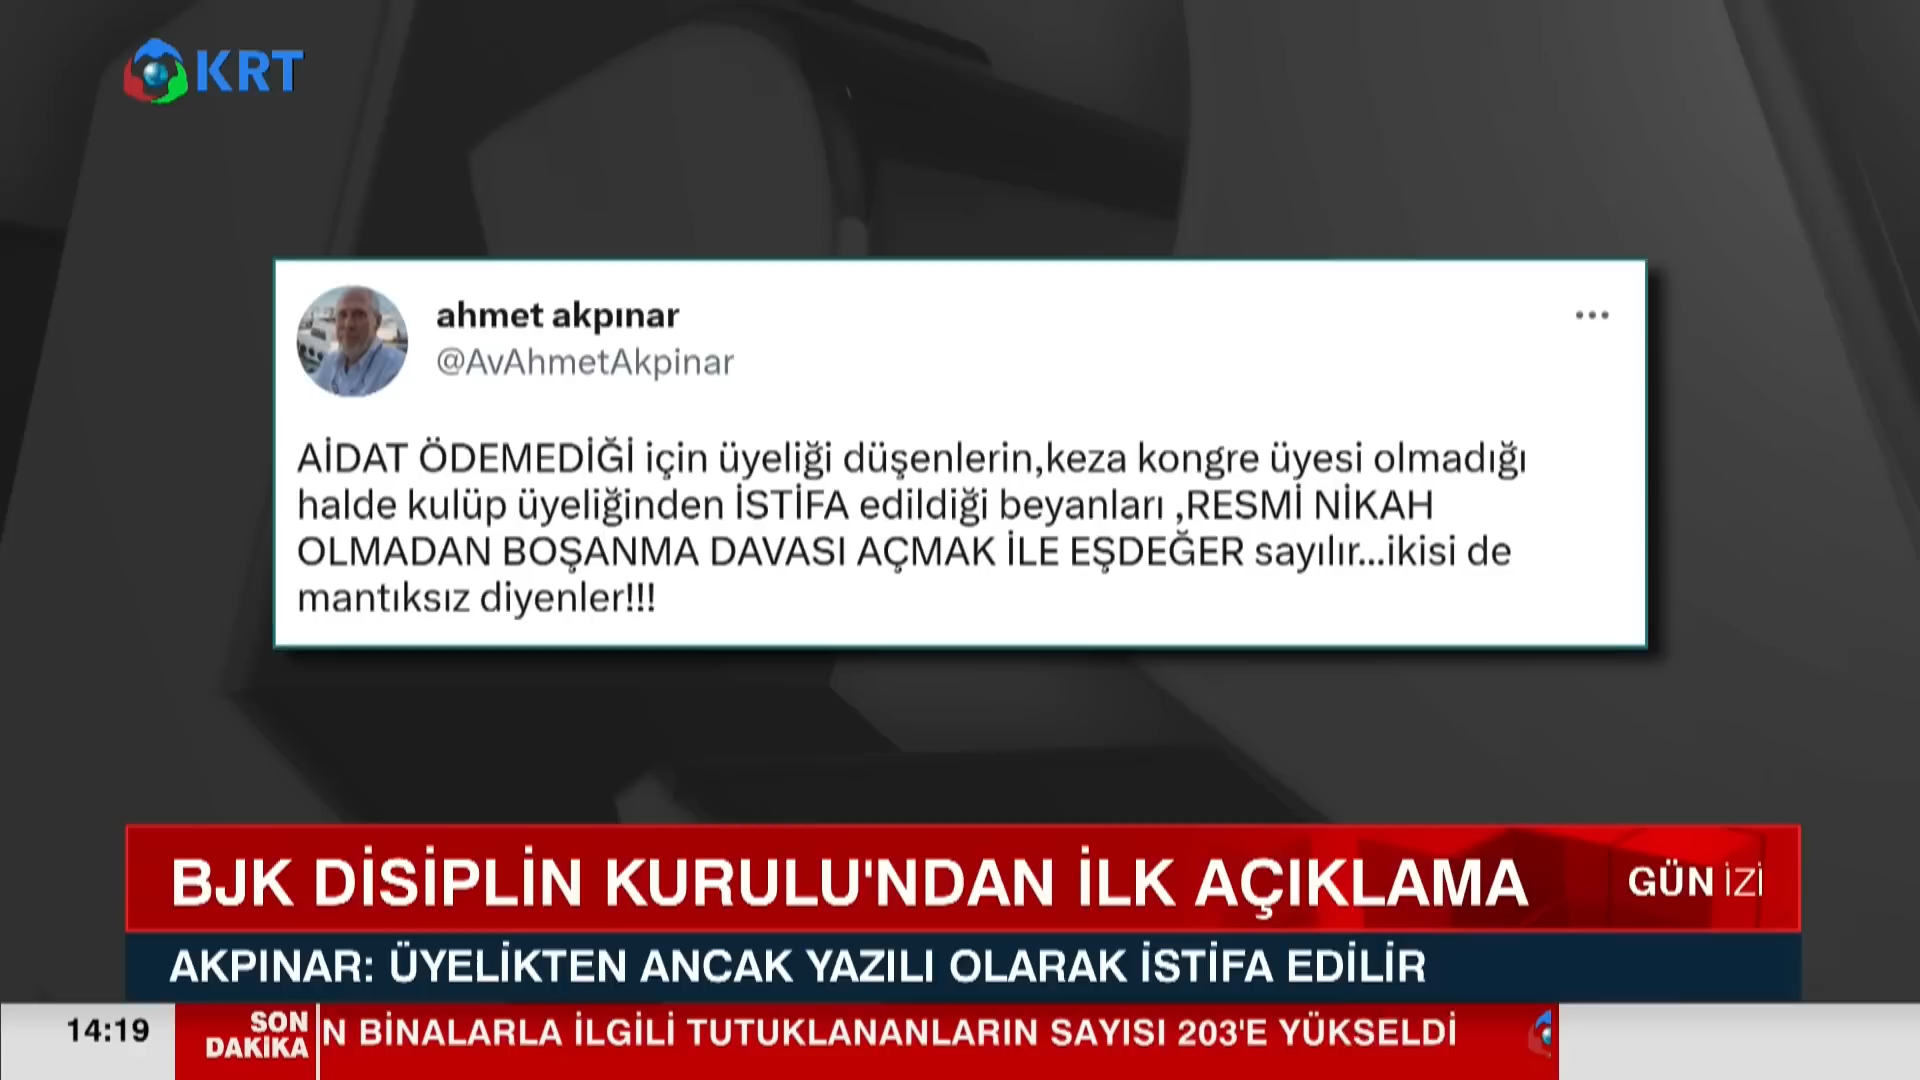 KRT
ahmet akpınar
@AvAhmetAkpinar
AİDAT ÖDEMEDİĞİ için üyeliği düşenlerin,keza kongre üyesi olmadığı
halde kulüp üyeliğinden İSTİFA edildiği beyanları ,RESMİ NİKAH
OLMADAN BOŞANMA DAVASI AÇMAK İLE EŞDEĞER sayılır...ikisi de
mantıksız diyenler!!!
BJK DİSİPLİN KURULU'NDAN İLK AÇIKLAMA
GÜN İZİ
AKPINAR: ÜYELİKTEN ANCAK YAZILI OLARAK İSTİFA EDİLİR
14:19
SON DAKİKA
N BİNALARLA İLGİLİ TUTUKLANANLARIN SAYISI 203'E YÜKSELDİ